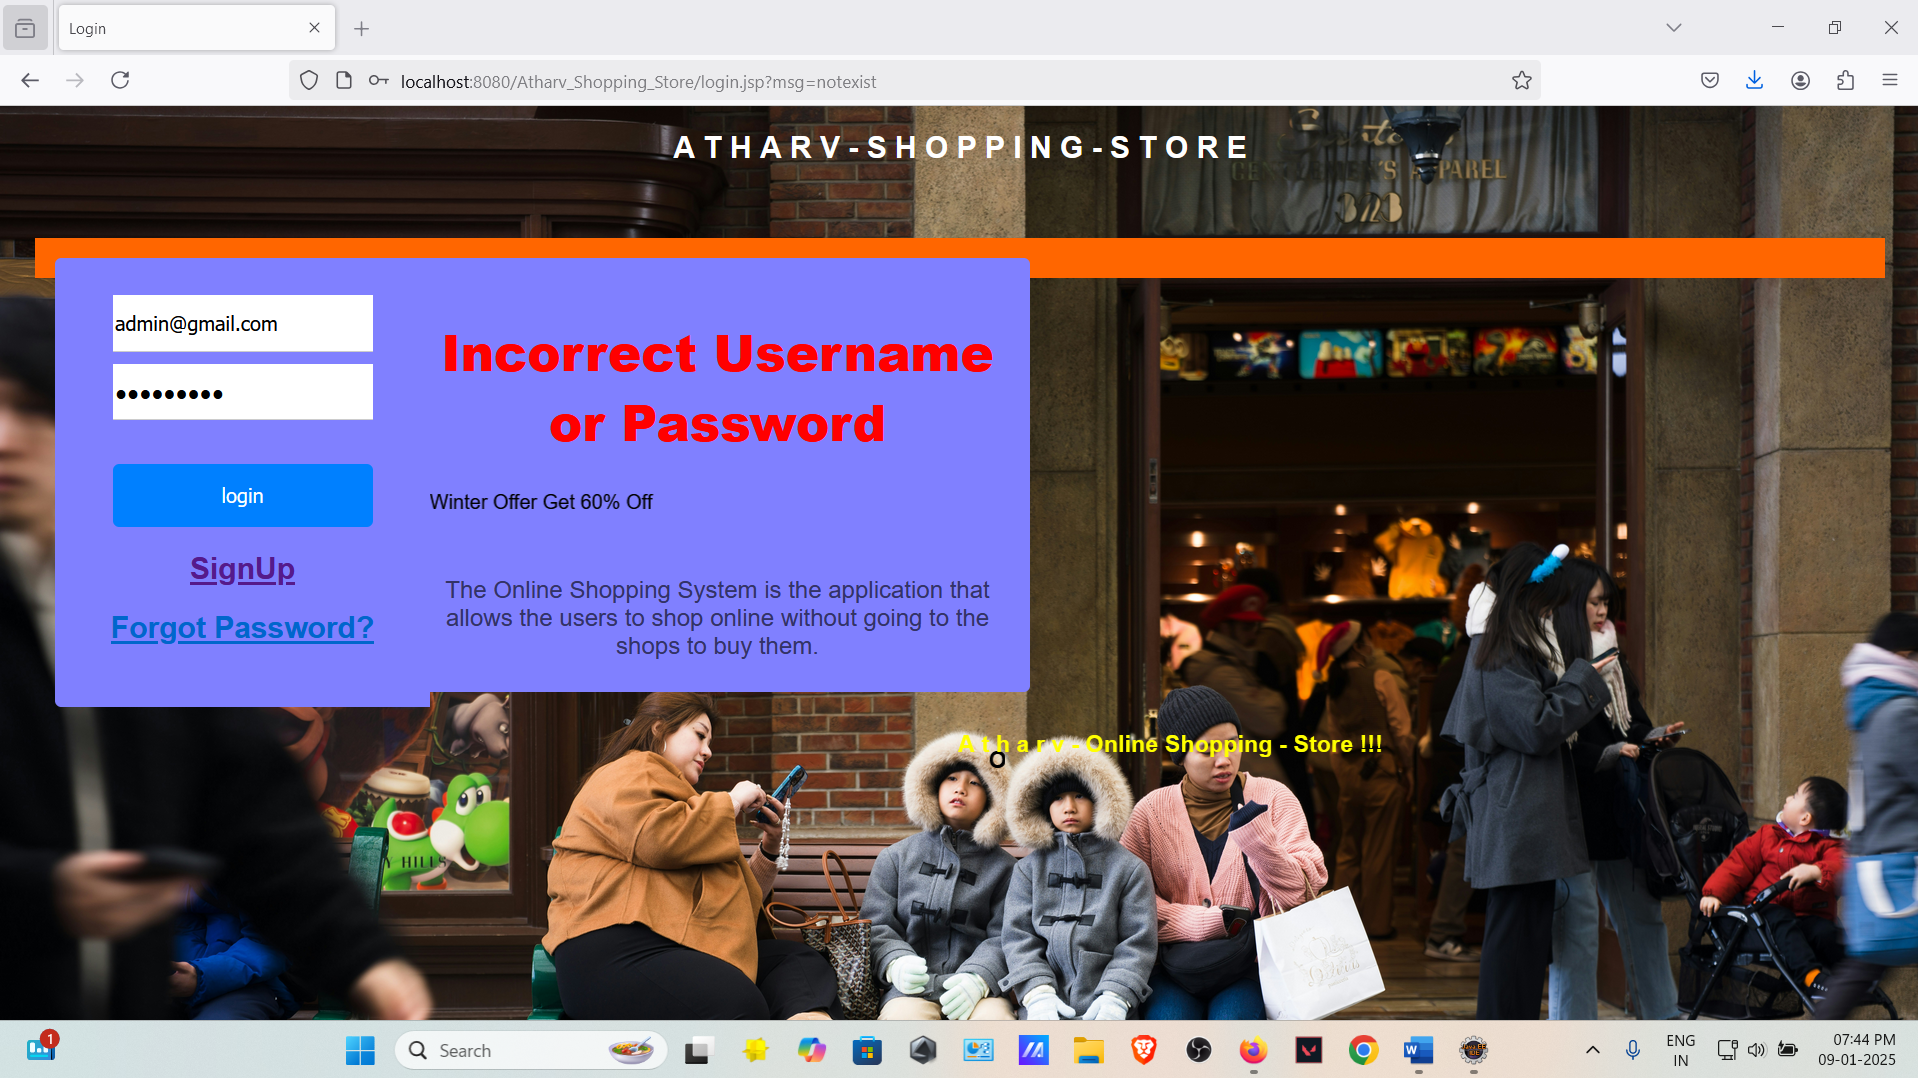 Login
localhost:8080/Atharv_Shopping_Store/login.jsp?msg=notexist
ATHARV-SHOPPING-STORE
GENTLEMEN'S APPAREL
323
admin@gmail.com
•••••••••
login
SignUp
Forgot Password?
Incorrect Username
or Password
Winter Offer Get 60% Off
The Online Shopping System is the application that
allows the users to shop online without going to the
shops to buy them.
A t h a r v - Online Shopping - Store !!!
O
Y HILLS
1
Search
ENG
IN
07:44 PM
09-01-2025